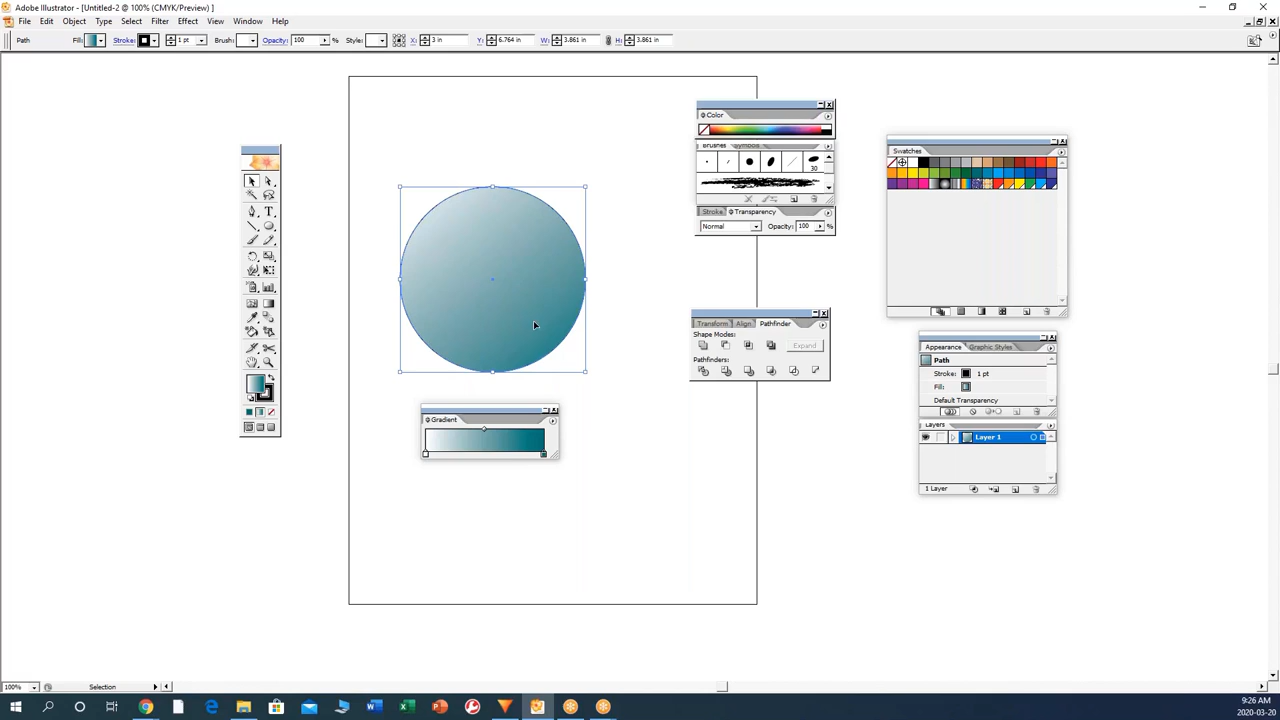 Adobe Illustrator - [Untitled-2 @ 100% (CMYK/Preview) ]
File Edit Object Type Select Filter Effect View Window Help
Path Fill: Stroke: 1 pt Brush: Opacity: 100 % Style: X: 3 in Y: 6.764 in W: 3.861 in H: 3.861 in
Color
Brushes Symbols
30
Stroke Transparency
Normal Opacity: 100 %
Swatches
Transform Align Pathfinder
Shape Modes:
Expand
Pathfinders:
Appearance Graphic Styles
Path
Stroke: 1 pt
Fill:
Default Transparency
Layers
Layer 1
1 Layer
Gradient
T
100% Selection
9:26 AM
2020-03-20